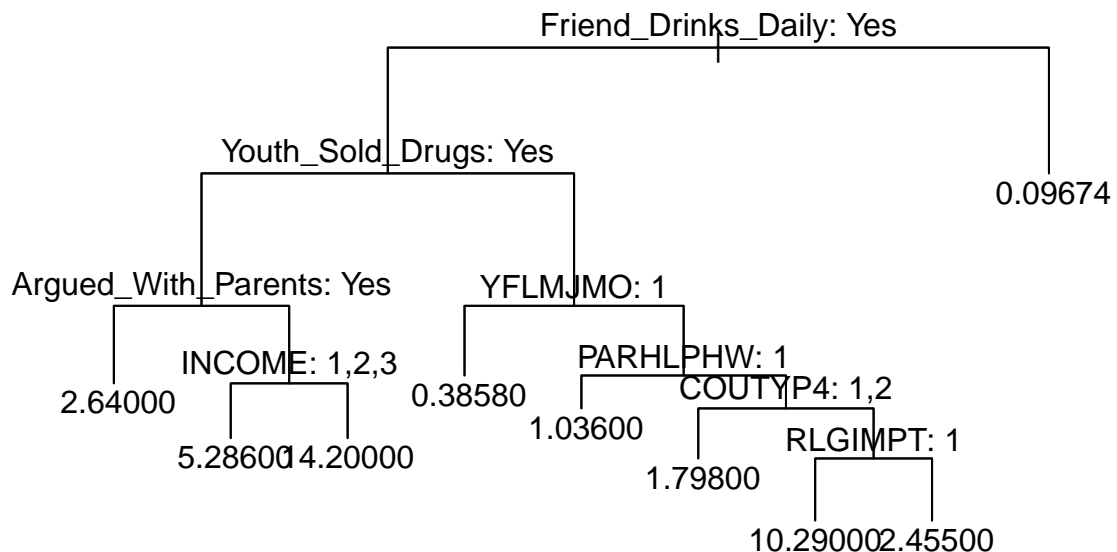 Friend_Drinks_Daily: Yes
Youth_Sold_Drugs: Yes
0.09674
Argued_With_Parents: Yes
YFLMJMO: 1
INCOME: 1,2,3
PARHLPHW: 1
2.64000
0.38580
COUTYP4: 1,2
1.03600
5.28600
14.20000
RLGIMPT: 1
1.79800
10.29000
2.45500